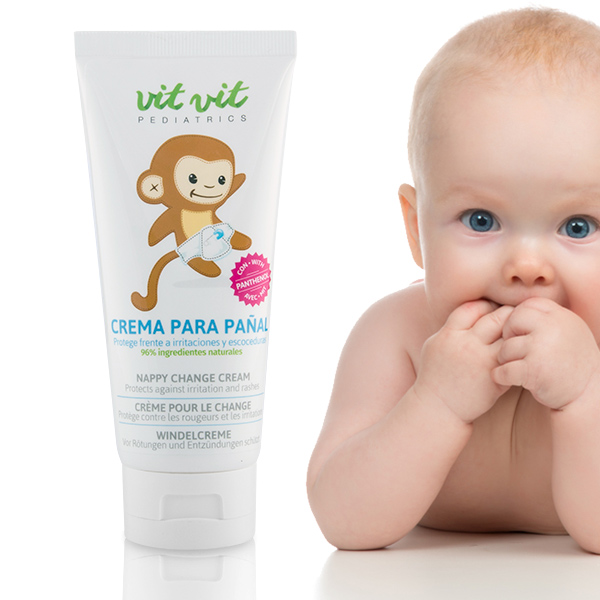 vit vit
PEDIATRICS
CON • WITH
PANTHENOL
AVEC • MIT
CREMA PARA PAÑAL
Protege frente a irritaciones y escoceduras
96% ingredientes naturales
NAPPY CHANGE CREAM
Protects against irritation and rashes
CRÈME POUR LE CHANGE
Protège contre les rougeurs et les
WINDELCREME
Vor Rötungen und Entzündungen